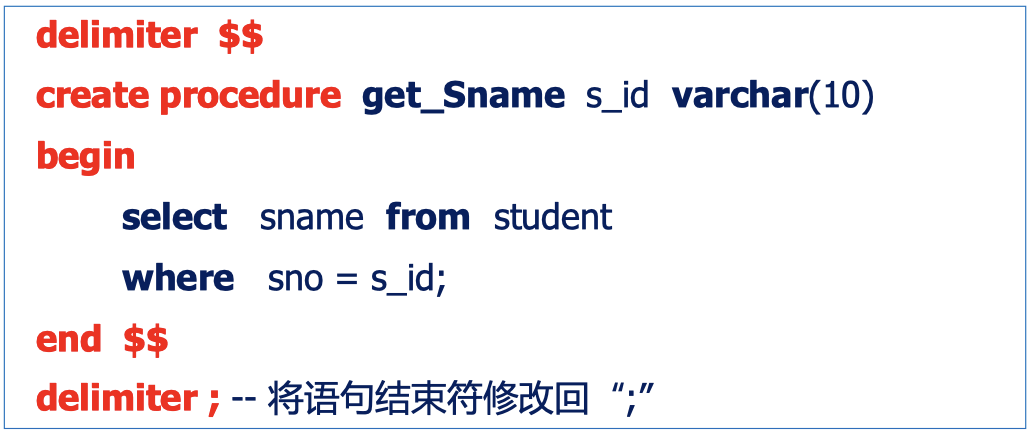 delimiter $$
create procedure get_Sname s_id varchar(10)
begin
select sname from student
where sno = s_id;
end $$
delimiter ; -- 将语句结束符修改回 “;”